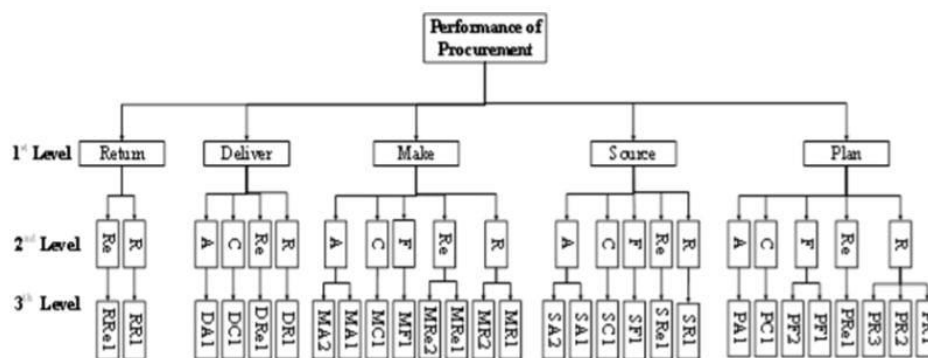 Performance of
Procurement
1st Level
Return
Deliver
Make
Source
Plan
2nd Level
Re
R
A
C
Re
R
A
C
F
Re
R
A
C
F
Re
R
A
C
F
Re
R
3th Level
RRe1
RR1
DA1
DC1
DRe1
DR1
MA2
MA1
MC1
MF1
MRe2
MRe1
MR2
MR1
SA2
SA1
SC1
SF1
SRe1
SR1
PA1
PC1
PF2
PF1
PRe1
PR3
PR2
PR1